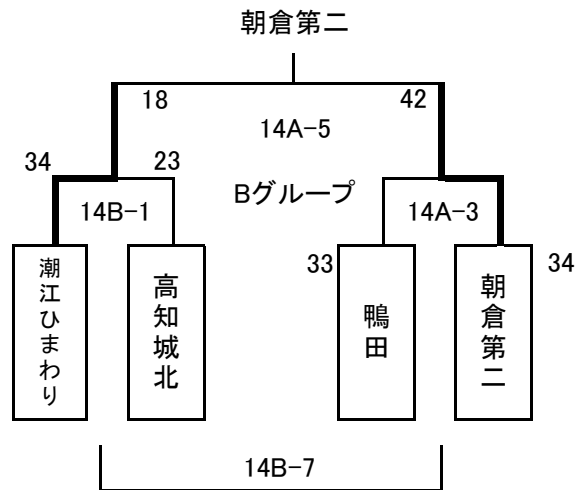 朝倉第二
18
42
14A-5
34
23
Bグループ
14B-1
14A-3
33
34
潮江ひまわり
高知城北
鴨田
朝倉第二
14B-7